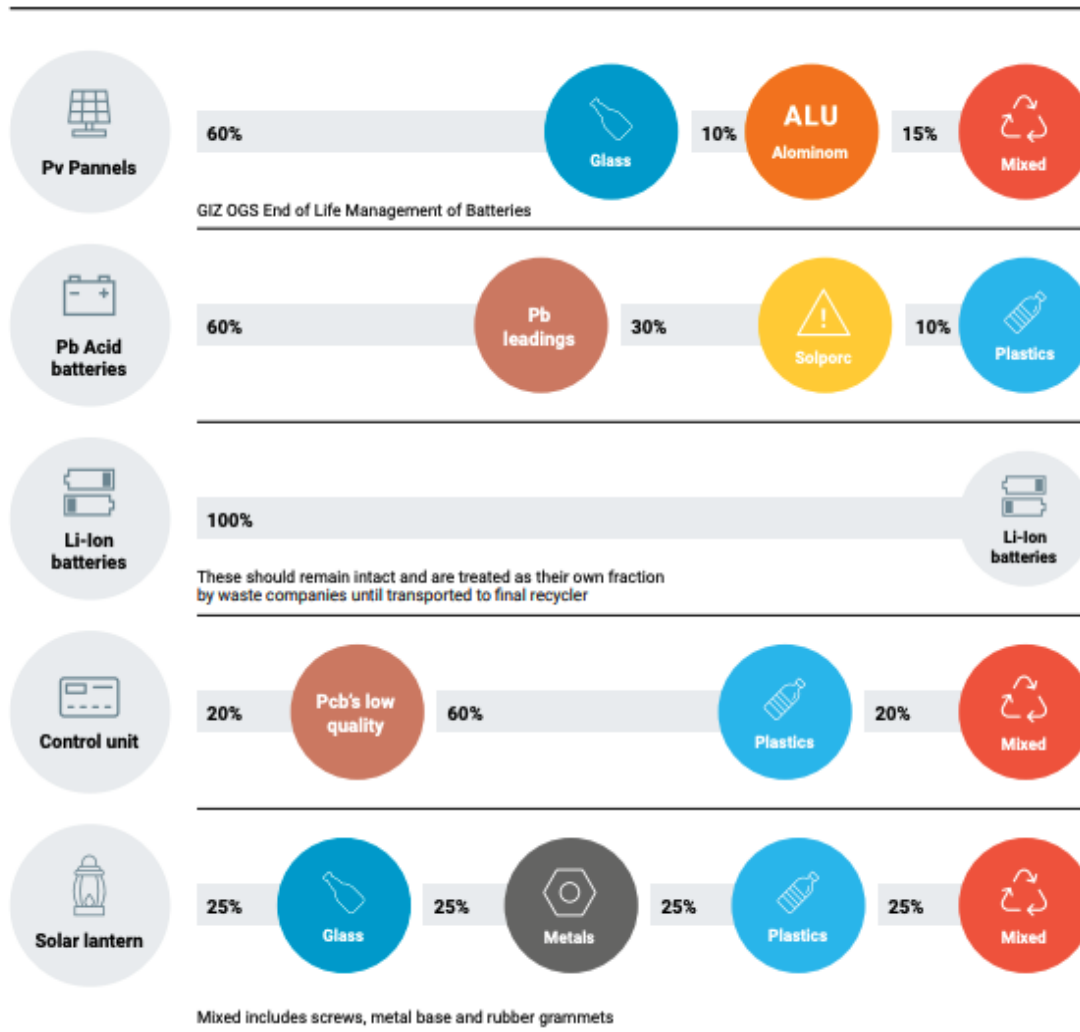 Pv Pannels
60%
Glass
10%
ALU
Alominom
15%
Mixed
GIZ OGS End of Life Management of Batteries
Pb Acid
batteries
60%
Pb
leadings
30%
!
Solporc
10%
Plastics
Li-Ion
batteries
100%
Li-Ion
batteries
These should remain intact and are treated as their own fraction
by waste companies until transported to final recycler
Control unit
20%
Pcb's low
quality
60%
Plastics
20%
Mixed
Solar lantern
25%
Glass
25%
Metals
25%
Plastics
25%
Mixed
Mixed includes screws, metal base and rubber grammets